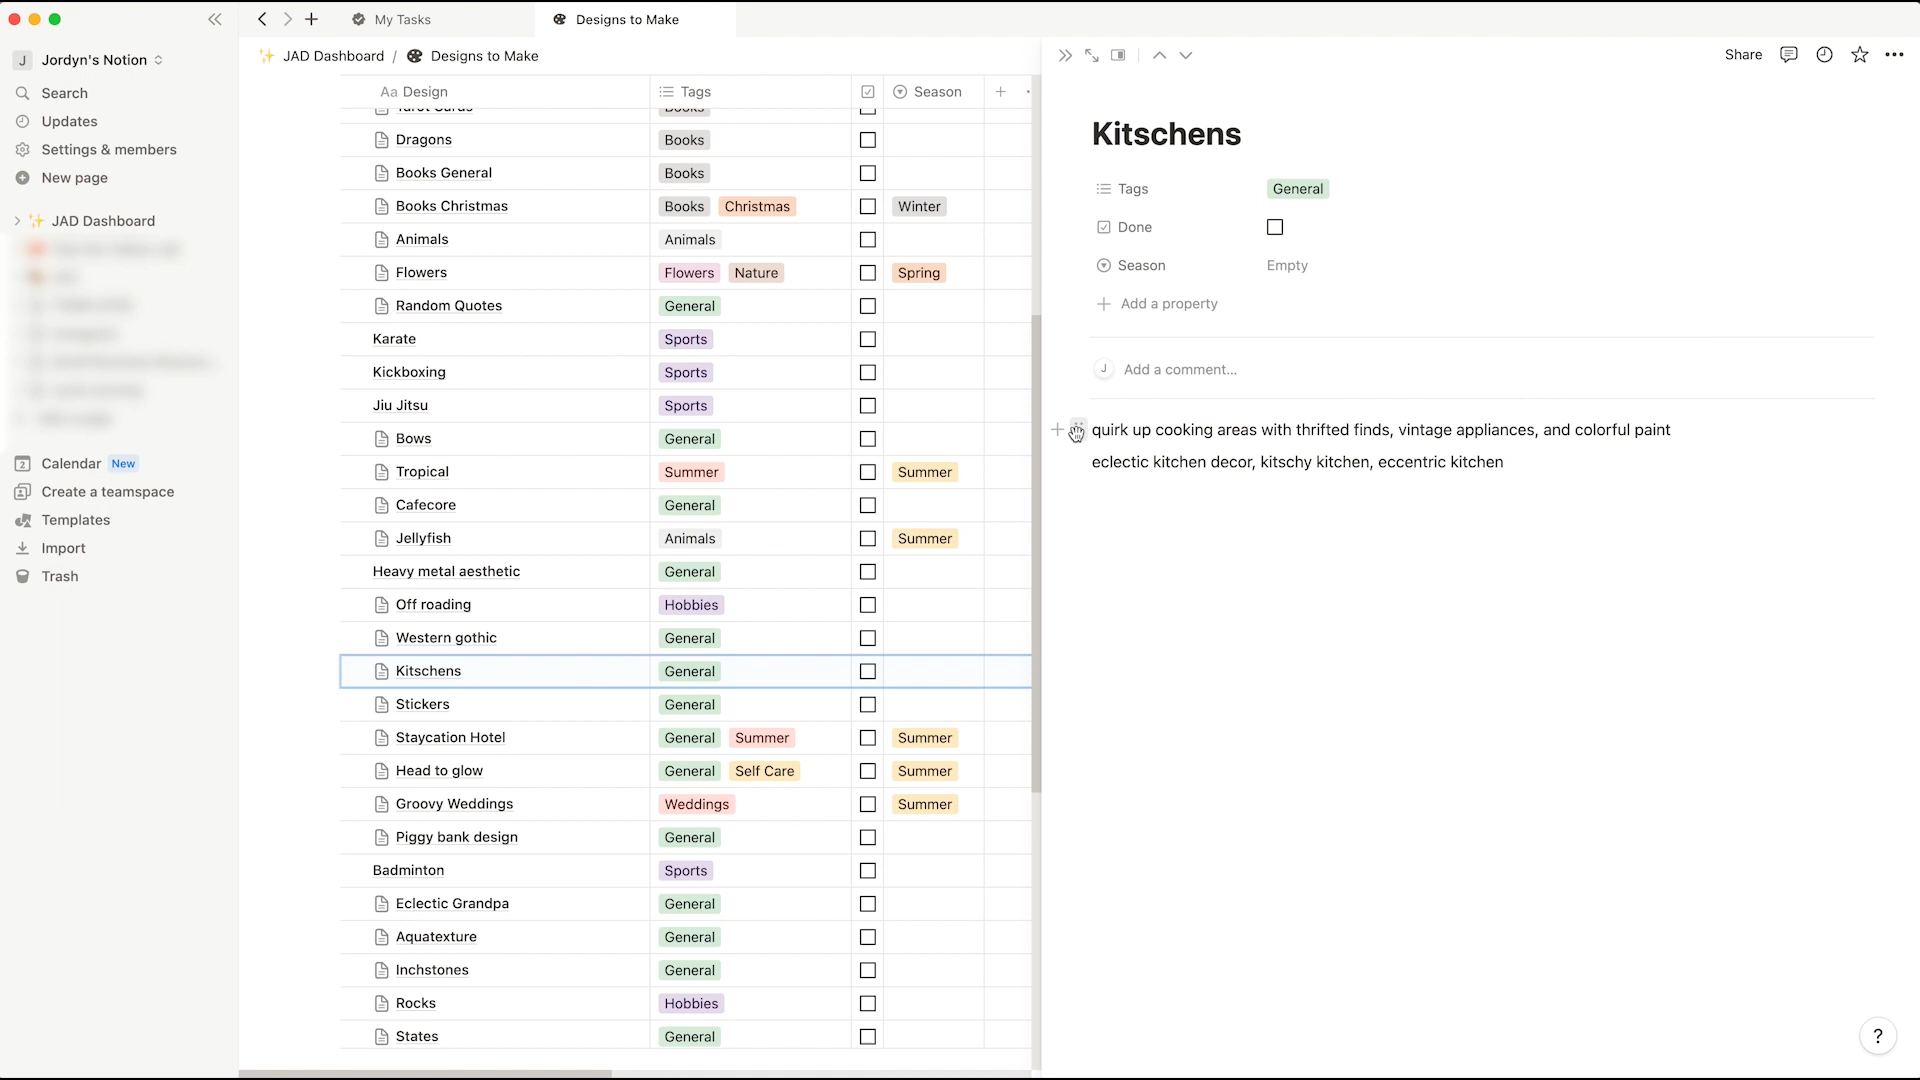 My Tasks
Designs to Make
J Jordyn's Notion
Search
Updates
Settings & members
New page
JAD Dashboard
Calendar New
Create a teamspace
Templates
Import
Trash
JAD Dashboard / Designs to Make
Aa Design Tags Season
Tarot Cards Books
Dragons Books
Books General Books
Books Christmas Books Christmas Winter
Animals Animals
Flowers Flowers Nature Spring
Random Quotes General
Karate Sports
Kickboxing Sports
Jiu Jitsu Sports
Bows General
Tropical Summer Summer
Cafecore General
Jellyfish Animals Summer
Heavy metal aesthetic General
Off roading Hobbies
Western gothic General
Kitschens General
Stickers General
Staycation Hotel General Summer Summer
Head to glow General Self Care Summer
Groovy Weddings Weddings Summer
Piggy bank design General
Badminton Sports
Eclectic Grandpa General
Aquatexture General
Inchstones General
Rocks Hobbies
States General
Share
Kitschens
Tags General
Done
Season Empty
Add a property
J Add a comment...
quirk up cooking areas with thrifted finds, vintage appliances, and colorful paint
eclectic kitchen decor, kitschy kitchen, eccentric kitchen
?